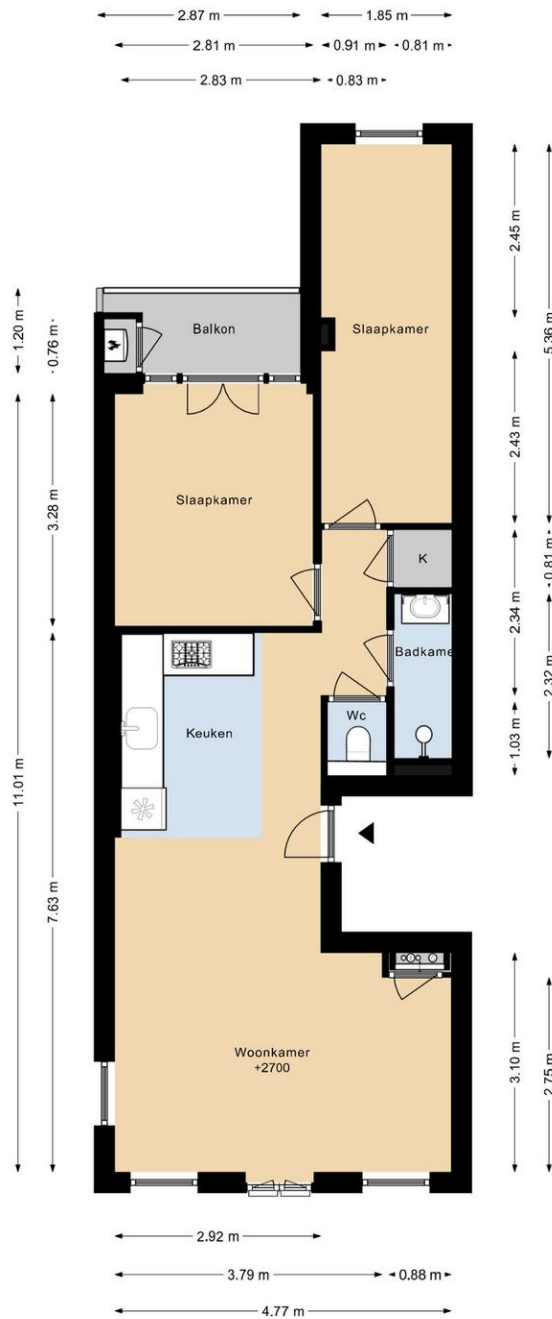 2.87 m
1.85 m
2.81 m
0.91 m
0.81 m
2.83 m
0.83 m
2.45 m
5.36 m
1.20 m
0.76 m
Balkon
Slaapkamer
2.43 m
3.28 m
Slaapkamer
K
0.81 m
2.34 m
Badkame
2.32 m
Wc
Keuken
1.03 m
11.01 m
7.63 m
Woonkamer
+2700
3.10 m
2.75 m
2.92 m
3.79 m
0.88 m
4.77 m